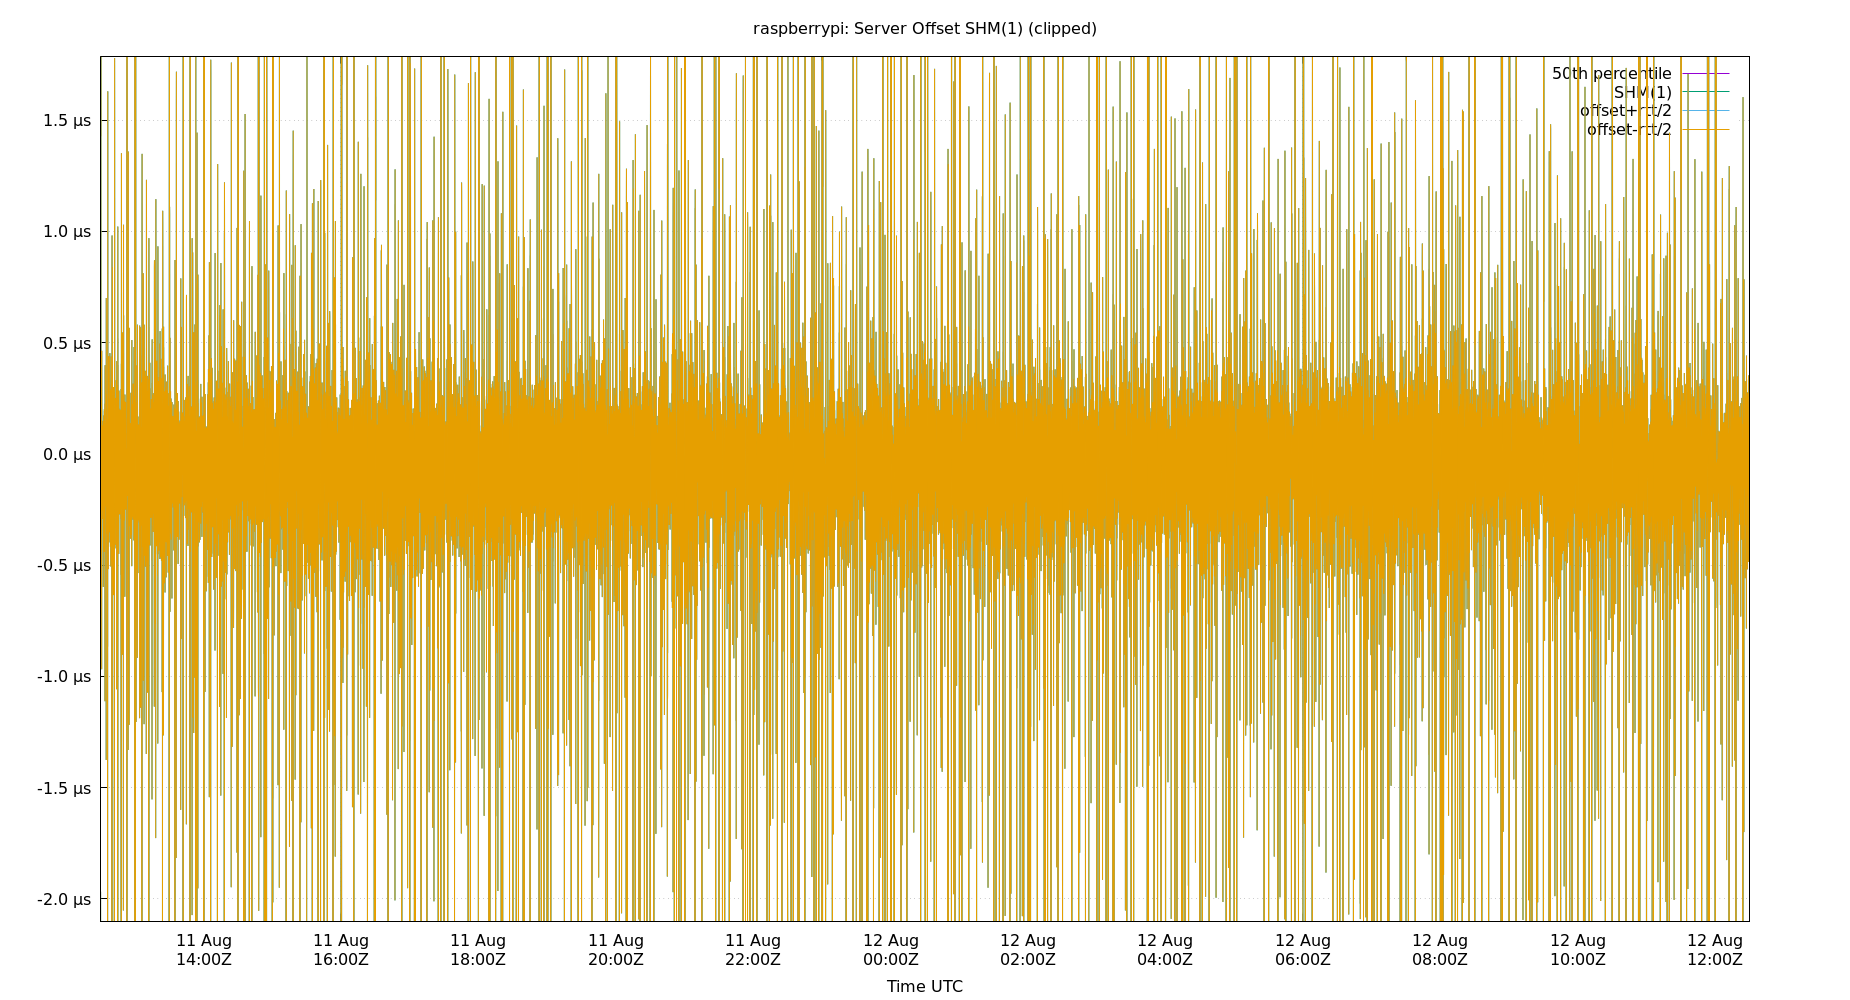 raspberrypi: Server Offset SHM(1) (clipped)
50th percentile
SHM(1)
offset+rtt/2
offset-rtt/2
1.5 µs
1.0 µs
0.5 µs
0.0 µs
-0.5 µs
-1.0 µs
-1.5 µs
-2.0 µs
11 Aug 11 Aug 11 Aug 11 Aug 11 Aug 12 Aug 12 Aug 12 Aug 12 Aug 12 Aug 12 Aug 12 Aug
14:00Z 16:00Z 18:00Z 20:00Z 22:00Z 00:00Z 02:00Z 04:00Z 06:00Z 08:00Z 10:00Z 12:00Z
Time UTC